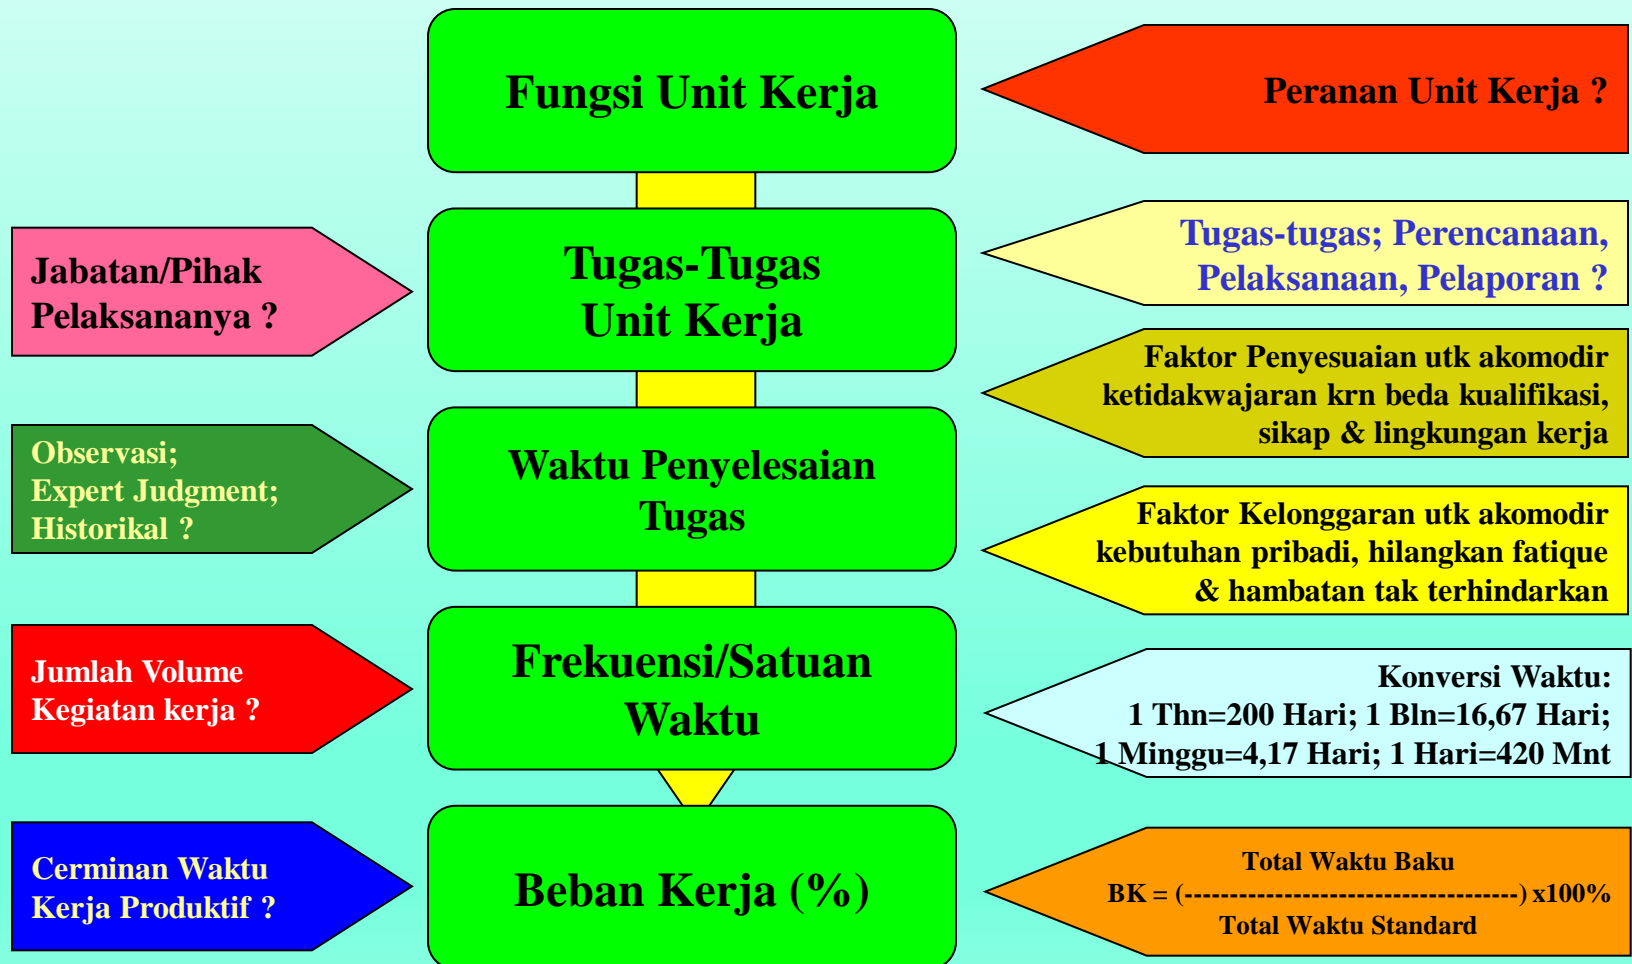 Fungsi Unit Kerja
Peranan Unit Kerja ?
Jabatan/Pihak
Pelaksananya ?
Tugas-Tugas
Unit Kerja
Tugas-tugas; Perencanaan,
Pelaksanaan, Pelaporan ?
Faktor Penyesuaian utk akomodir
ketidakwajaran krn beda kualifikasi,
sikap & lingkungan kerja
Observasi;
Expert Judgment;
Historikal ?
Waktu Penyelesaian
Tugas
Faktor Kelonggaran utk akomodir
kebutuhan pribadi, hilangkan fatique
& hambatan tak terhindarkan
Jumlah Volume
Kegiatan kerja ?
Frekuensi/Satuan
Waktu
Konversi Waktu:
1 Thn=200 Hari; 1 Bln=16,67 Hari;
1 Minggu=4,17 Hari; 1 Hari=420 Mnt
Cerminan Waktu
Kerja Produktif ?
Beban Kerja (%)
Total Waktu Baku
BK = (-------------------------------------) x100%
Total Waktu Standard